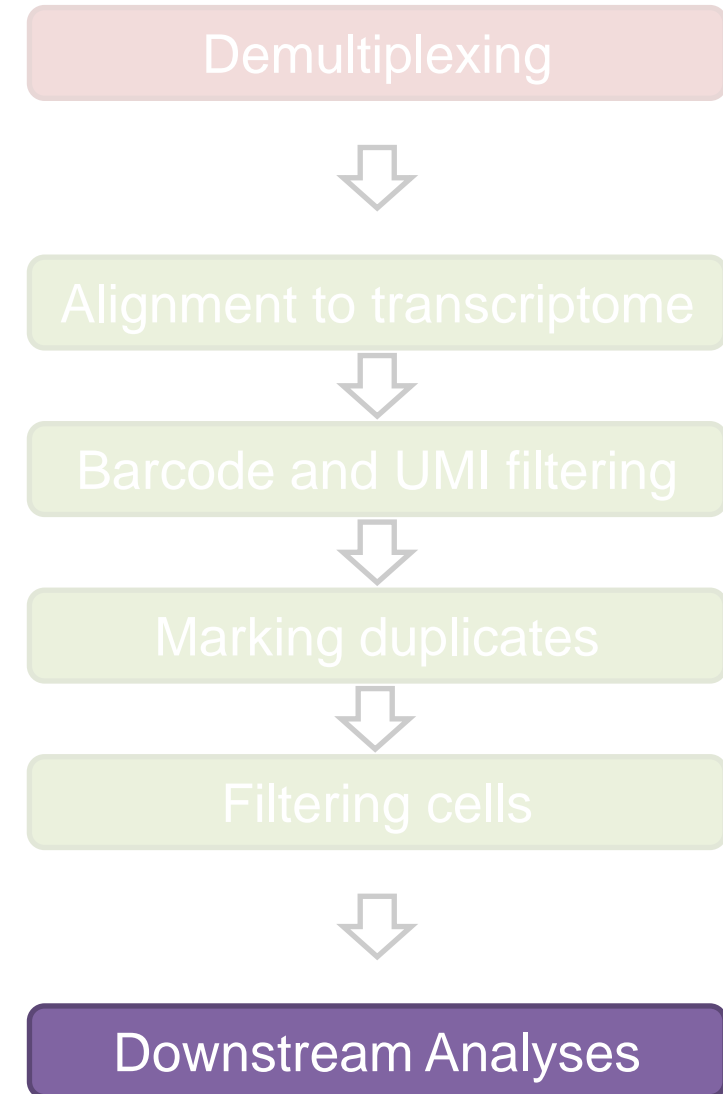 Demultiplexing
Alignment to transcriptome
Barcode and UMI filtering
Marking duplicates
Filtering cells
Downstream Analyses